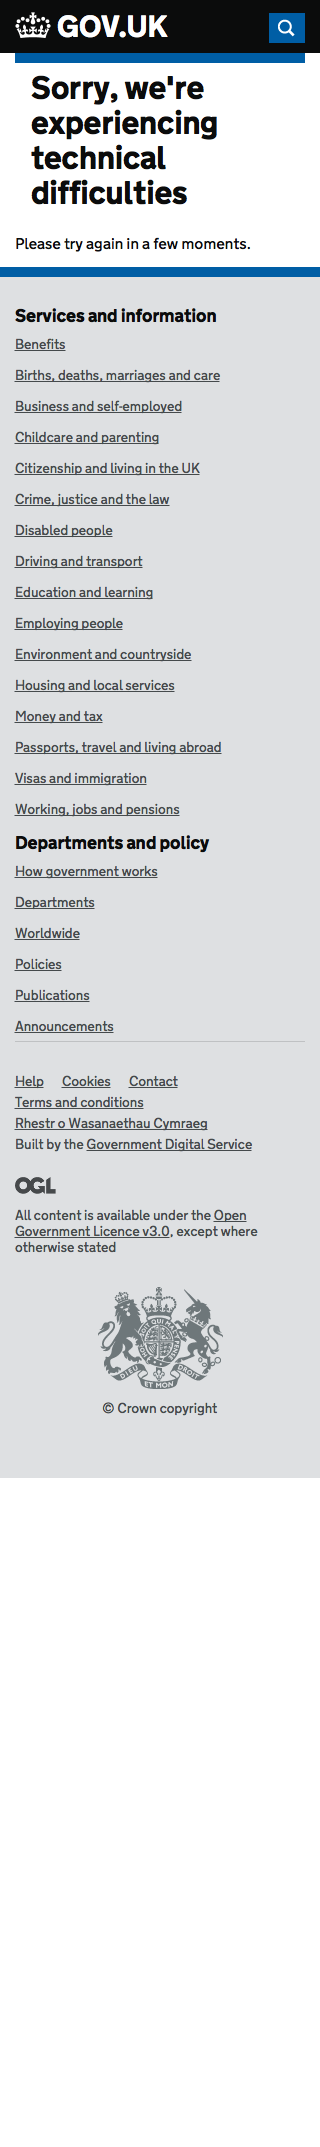 GOV.UK
Sorry, we're
experiencing
technical
difficulties
Please try again in a few moments.
Services and information
Benefits
Births, deaths, marriages and care
Business and self-employed
Childcare and parenting
Citizenship and living in the UK
Crime, justice and the law
Disabled people
Driving and transport
Education and learning
Employing people
Environment and countryside
Housing and local services
Money and tax
Passports, travel and living abroad
Visas and immigration
Working, jobs and pensions
Departments and policy
How government works
Departments
Worldwide
Policies
Publications
Announcements
Help Cookies Contact
Terms and conditions
Rhestr o Wasanaethau Cymraeg
Built by the Government Digital Service
OGL
All content is available under the Open
Government Licence v3.0, except where
otherwise stated
DIEU ET MON DROIT
© Crown copyright